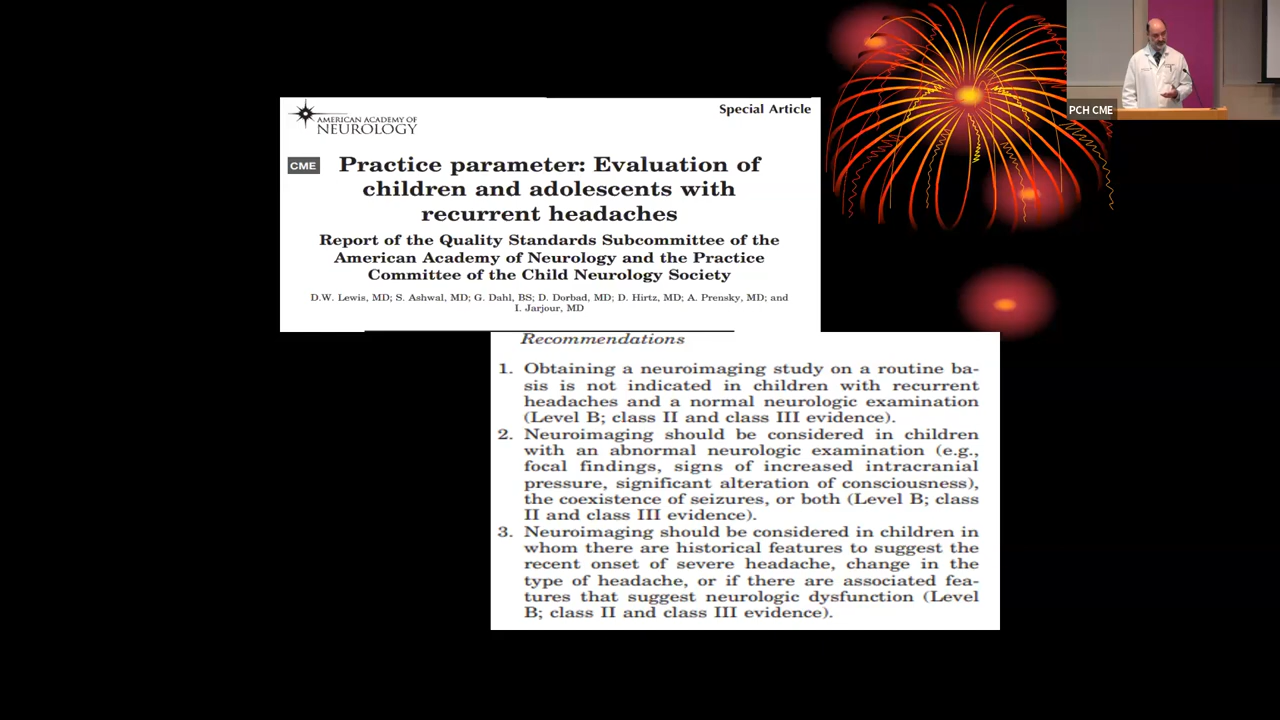 AMERICAN ACADEMY OF
NEUROLOGY
Special Article
CME
Practice parameter: Evaluation of
children and adolescents with
recurrent headaches
Report of the Quality Standards Subcommittee of the
American Academy of Neurology and the Practice
Committee of the Child Neurology Society
D.W. Lewis, MD; S. Ashwal, MD; G. Dahl, BS; D. Dorbad, MD; D. Hirtz, MD; A. Prensky, MD; and
I. Jarjour, MD
Recommendations
1. Obtaining a neuroimaging study on a routine ba-
sis is not indicated in children with recurrent
headaches and a normal neurologic examination
(Level B; class II and class III evidence).
2. Neuroimaging should be considered in children
with an abnormal neurologic examination (e.g.,
focal findings, signs of increased intracranial
pressure, significant alteration of consciousness),
the coexistence of seizures, or both (Level B; class
II and class III evidence).
3. Neuroimaging should be considered in children in
whom there are historical features to suggest the
recent onset of severe headache, change in the
type of headache, or if there are associated fea-
tures that suggest neurologic dysfunction (Level
B; class II and class III evidence).
PCH CME